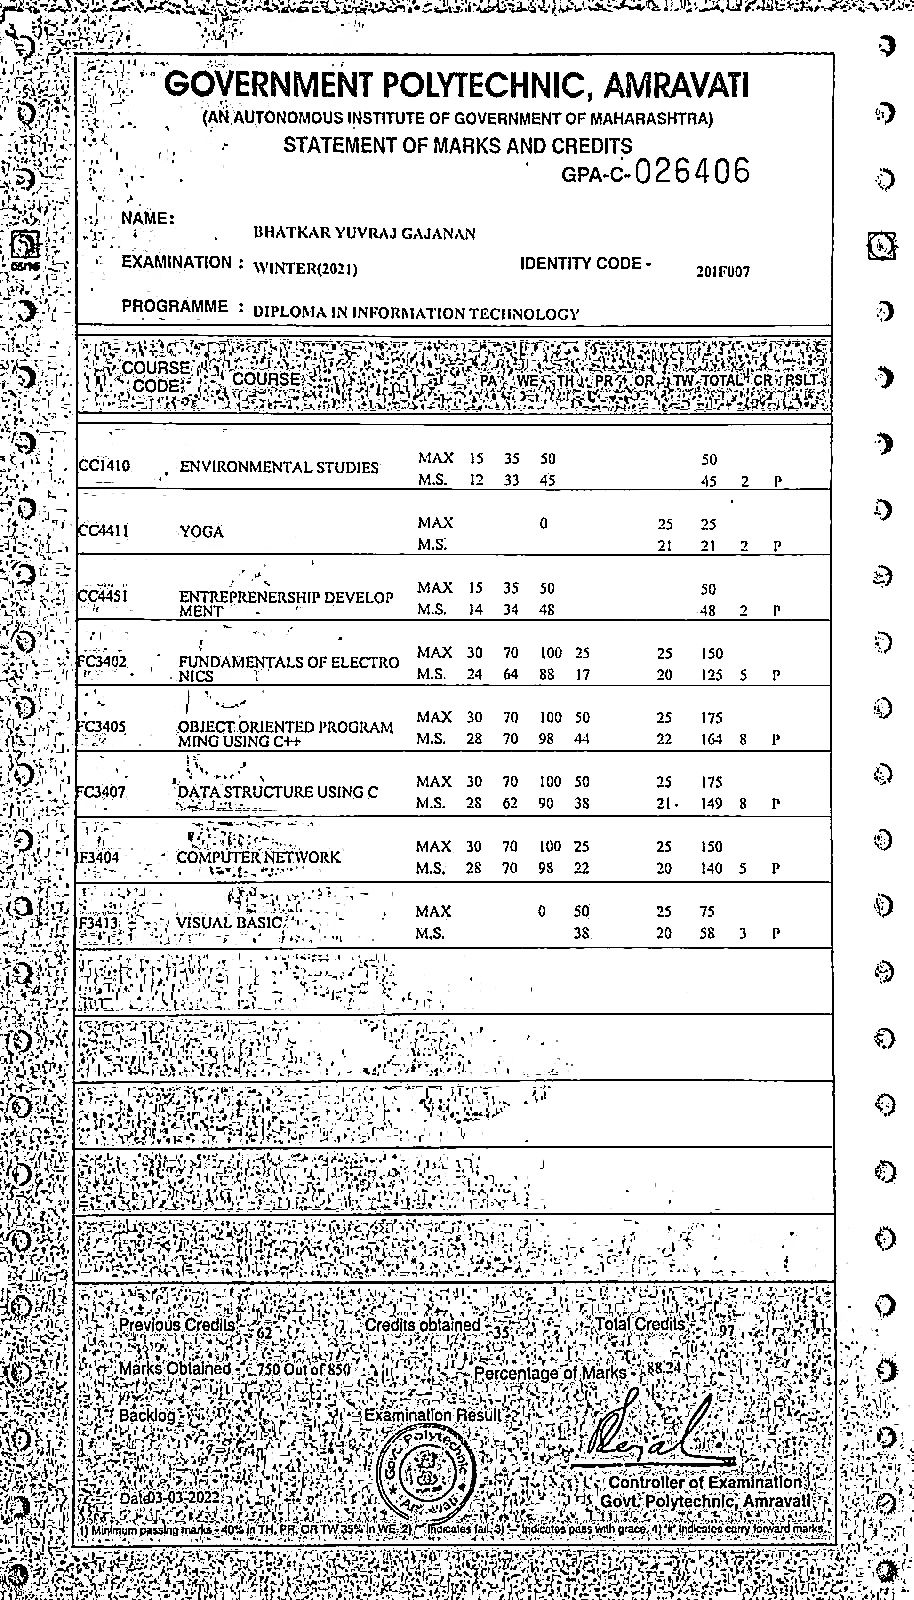 GOVERNMENT POLYTECHNIC, AMRAVATI
(AN AUTONOMOUS INSTITUTE OF GOVERNMENT OF MAHARASHTRA)
STATEMENT OF MARKS AND CREDITS
GPA-C-026406
NAME:
BHATKAR YUVRAJ GAJANAN
EXAMINATION : WINTER(2021) IDENTITY CODE - 20IFU07
PROGRAMME : DIPLOMA IN INFORMATION TECHNOLOGY
COURSE CODE COURSE PA WE TH PR OR TW TOTAL CR RSLT.
CC1410 ENVIRONMENTAL STUDIES MAX 15 35 50 50
M.S. 12 33 45 45 2 P
CC4411 YOGA MAX 0 25 25
M.S. 21 21 2 P
CC4451 ENTREPRENERSHIP DEVELOP MAX 15 35 50 50
MENT M.S. 14 34 48 48 2 P
FC3402 FUNDAMENTALS OF ELECTRO MAX 30 70 100 25 25 150
NICS M.S. 24 64 88 17 20 125 5 P
FC3405 OBJECT ORIENTED PROGRAM MAX 30 70 100 50 25 175
MING USING C++ M.S. 28 70 98 44 22 164 8 P
FC3407 DATA STRUCTURE USING C MAX 30 70 100 50 25 175
M.S. 28 62 90 38 21 149 8 P
IF3404 COMPUTER NETWORK MAX 30 70 100 25 25 150
M.S. 28 70 98 22 20 140 5 P
IF3413 VISUAL BASIC MAX 0 50 25 75
M.S. 38 20 58 3 P
Previous Credits 62 Credits obtained 35 Total Credits 97
Marks Obtained 750 Out of 850 Percentage of Marks 88.24
Backlog Examination Result
Govt. Polytechnic
Amravati
Controller of Examination
Date 03-03-2022 Govt. Polytechnic, Amravati
1) Minimum passing marks - 40% in TH, PR, OR TW 35% in WE. 2) Indicates fail. 3) Indicates pass with grace. 4) Indicates carry forward marks.